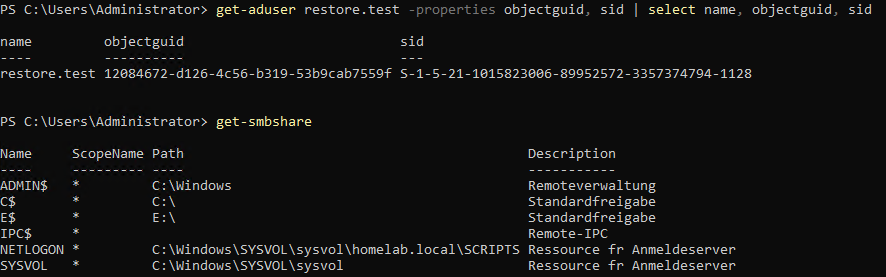 PS C:\Users\Administrator> get-aduser restore.test -properties objectguid, sid | select name, objectguid, sid
name objectguid sid
---- ---------- ---
restore.test 12084672-d126-4c56-b319-53b9cab7559f S-1-5-21-1015823006-89952572-3357374794-1128
PS C:\Users\Administrator> get-smbshare
Name ScopeName Path Description
---- --------- ---- -----------
ADMIN$ * C:\Windows Remoteverwaltung
C$ * C:\ Standardfreigabe
E$ * E:\ Standardfreigabe
IPC$ * Remote-IPC
NETLOGON * C:\Windows\SYSVOL\sysvol\homelab.local\SCRIPTS Ressource fr Anmeldeserver
SYSVOL * C:\Windows\SYSVOL\sysvol Ressource fr Anmeldeserver